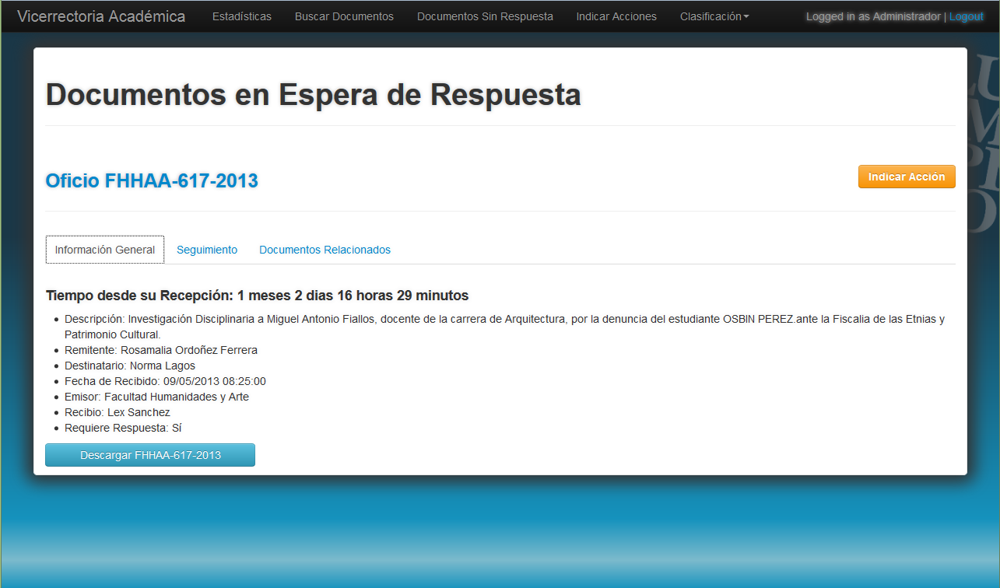 Vicerrectoria Académica Estadísticas Buscar Documentos Documentos Sin Respuesta Indicar Acciones Clasificación Logged in as Administrador | Logout
Documentos en Espera de Respuesta
Oficio FHHAA-617-2013
Indicar Acción
Información General Seguimiento Documentos Relacionados
Tiempo desde su Recepción: 1 meses 2 dias 16 horas 29 minutos
Descripción: Investigación Disciplinaria a Miguel Antonio Fiallos, docente de la carrera de Arquitectura, por la denuncia del estudiante OSBIN PEREZ.ante la Fiscalia de las Etnias y
Patrimonio Cultural.
Remitente: Rosamalia Ordoñez Ferrera
Destinatario: Norma Lagos
Fecha de Recibido: 09/05/2013 08:25:00
Emisor: Facultad Humanidades y Arte
Recibio: Lex Sanchez
Requiere Respuesta: Sí
Descargar FHHAA-617-2013